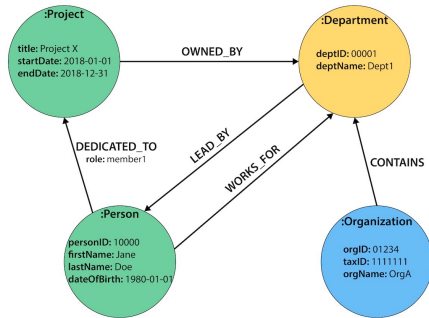 :Project
title: Project X
startDate: 2018-01-01
endDate: 2018-12-31
OWNED_BY
:Department
deptID: 00001
deptName: Dept1
DEDICATED_TO
role: member1
LEAD_BY
WORKS_FOR
CONTAINS
:Person
personID: 10000
firstName: Jane
lastName: Doe
dateOfBirth: 1980-01-01
:Organization
orgID: 01234
taxID: 1111111
orgName: OrgA